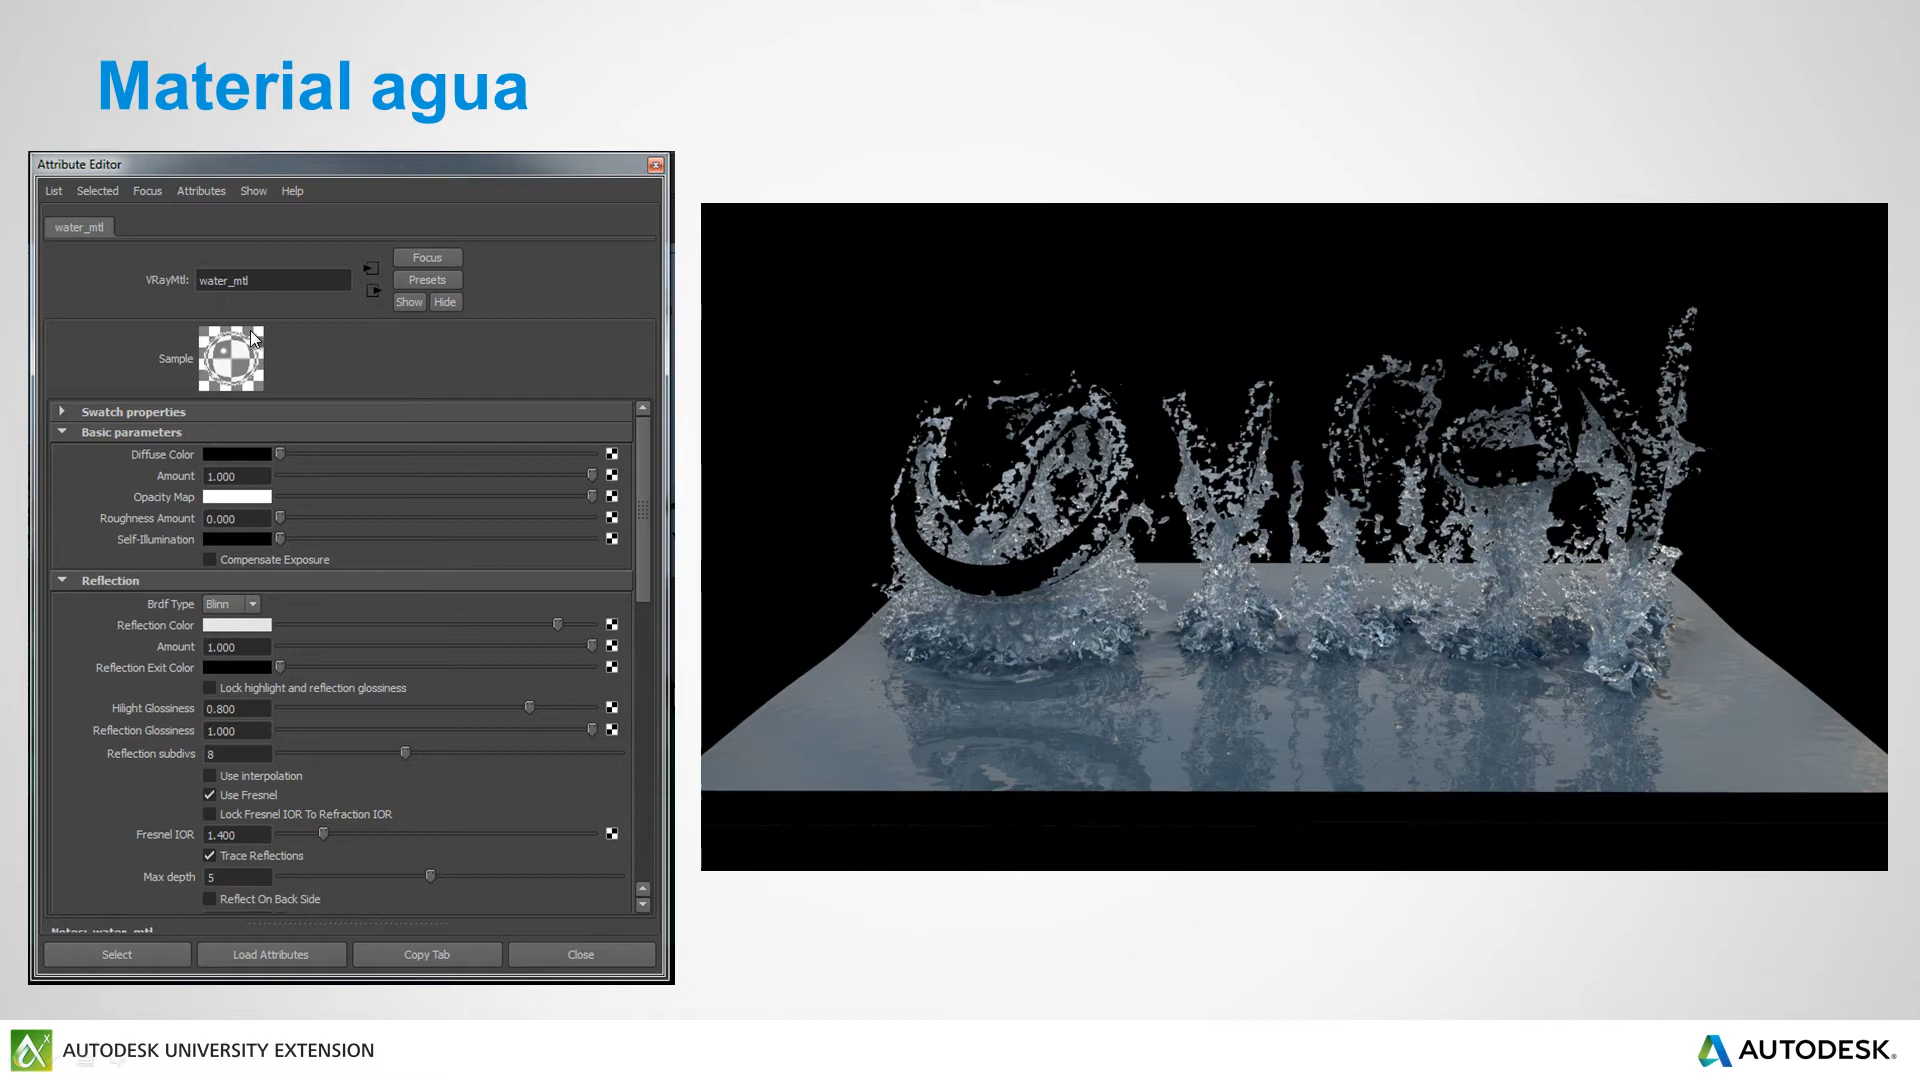 Material agua
Attribute Editor
List Selected Focus Attributes Show Help
water_mtl
Focus
VRayMtl: water_mtl
Presets
Show Hide
Sample
Swatch properties
Basic parameters
Diffuse Color
Amount 1.000
Opacity Map
Roughness Amount 0.000
Self-Illumination
Compensate Exposure
Reflection
Brdf Type Blinn
Reflection Color
Amount 1.000
Reflection Exit Color
Lock highlight and reflection glossiness
Hilight Glossiness 0.800
Reflection Glossiness 1.000
Reflection subdivs 8
Use interpolation
Use Fresnel
Lock Fresnel IOR To Refraction IOR
Fresnel IOR 1.400
Trace Reflections
Max depth 5
Reflect On Back Side
Notes: water_mtl
Select Load Attributes Copy Tab Close
v·ray
AUTODESK UNIVERSITY EXTENSION
AUTODESK.